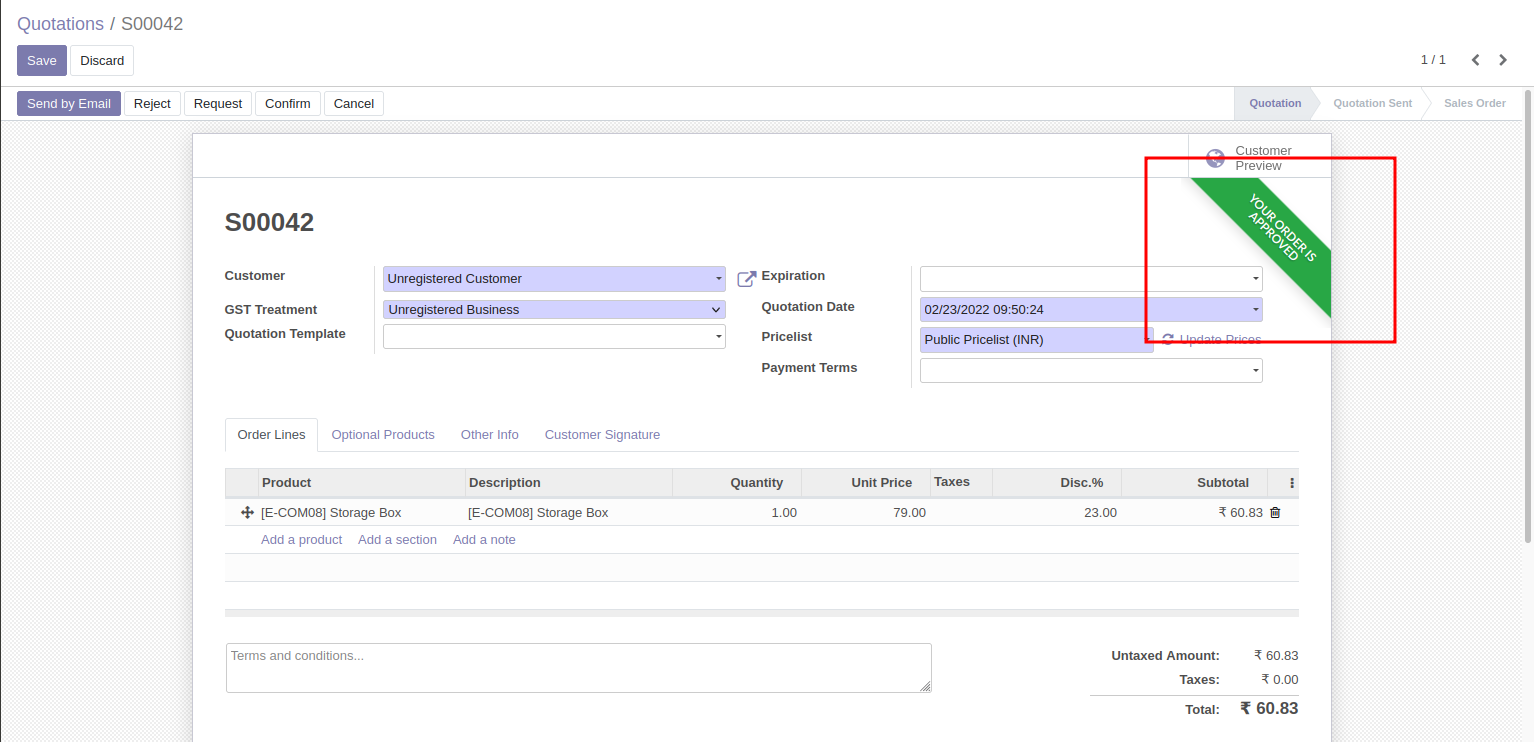 Quotations / S00042
Save Discard
1 / 1
Send by Email Reject Request Confirm Cancel
Quotation Quotation Sent Sales Order
Customer
Preview
YOUR ORDER IS
APPROVED
S00042
Customer Unregistered Customer
GST Treatment Unregistered Business
Quotation Template
Expiration
Quotation Date 02/23/2022 09:50:24
Pricelist Public Pricelist (INR) Update Prices
Payment Terms
Order Lines Optional Products Other Info Customer Signature
Product Description Quantity Unit Price Taxes Disc.% Subtotal
[E-COM08] Storage Box [E-COM08] Storage Box 1.00 79.00 23.00 ₹ 60.83
Add a product Add a section Add a note
Terms and conditions...
Untaxed Amount: ₹ 60.83
Taxes: ₹ 0.00
Total: ₹ 60.83